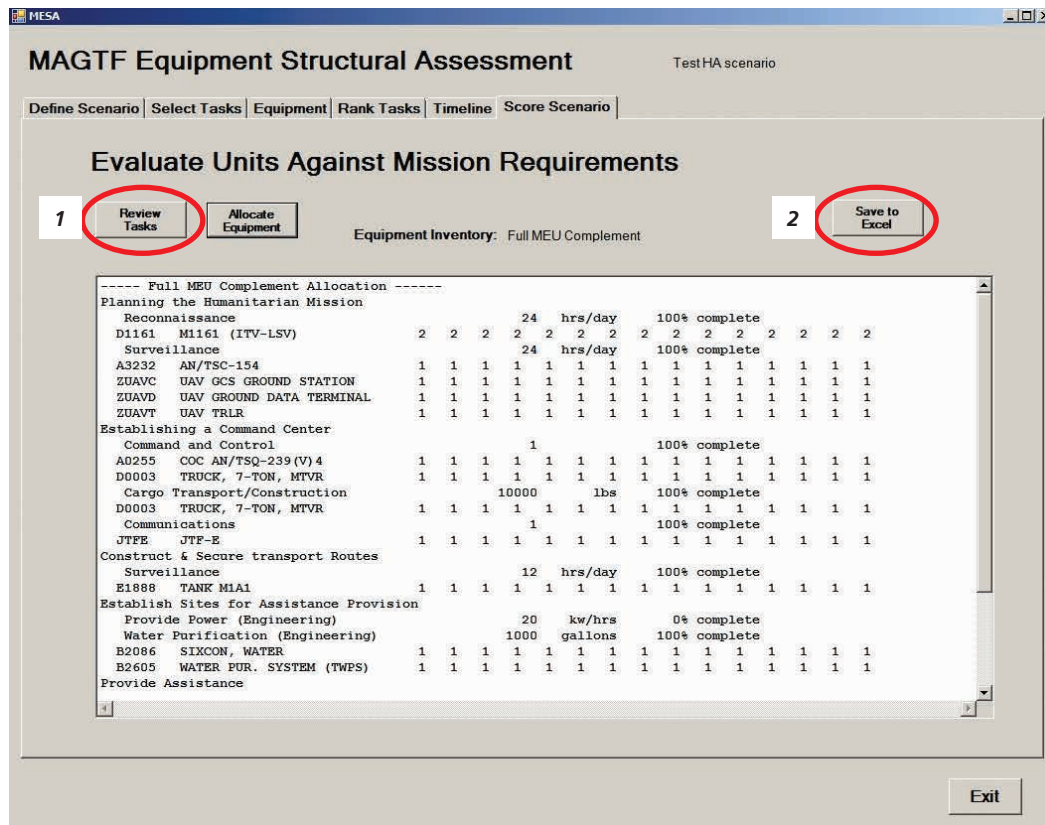 MESA
MAGTF Equipment Structural Assessment Test HA scenario
Define Scenario Select Tasks Equipment Rank Tasks Timeline Score Scenario
Evaluate Units Against Mission Requirements
1 Review Tasks Allocate Equipment Equipment Inventory: Full MEU Complement 2 Save to Excel
----- Full MEU Complement Allocation ------
Planning the Humanitarian Mission
Reconnaissance 24 hrs/day 100% complete
D1161 M1161 (ITV-LSV) 2 2 2 2 2 2 2 2 2 2 2 2 2 2 2
Surveillance 24 hrs/day 100% complete
A3232 AN/TSC-154 1 1 1 1 1 1 1 1 1 1 1 1 1 1 1
ZUAVC UAV GCS GROUND STATION 1 1 1 1 1 1 1 1 1 1 1 1 1 1 1
ZUAVD UAV GROUND DATA TERMINAL 1 1 1 1 1 1 1 1 1 1 1 1 1 1 1
ZUAVT UAV TRLR 1 1 1 1 1 1 1 1 1 1 1 1 1 1 1
Establishing a Command Center
Command and Control 1 100% complete
A0255 COC AN/TSQ-239(V)4 1 1 1 1 1 1 1 1 1 1 1 1 1 1 1
D0003 TRUCK, 7-TON, MTVR 1 1 1 1 1 1 1 1 1 1 1 1 1 1 1
Cargo Transport/Construction 10000 lbs 100% complete
D0003 TRUCK, 7-TON, MTVR 1 1 1 1 1 1 1 1 1 1 1 1 1 1 1
Communications 1 100% complete
JTFE JTF-E 1 1 1 1 1 1 1 1 1 1 1 1 1 1 1
Construct & Secure transport Routes
Surveillance 12 hrs/day 100% complete
E1888 TANK M1A1 1 1 1 1 1 1 1 1 1 1 1 1 1 1 1
Establish Sites for Assistance Provision
Provide Power (Engineering) 20 kw/hrs 0% complete
Water Purification (Engineering) 1000 gallons 100% complete
B2086 SIXCON, WATER 1 1 1 1 1 1 1 1 1 1 1 1 1 1 1
B2605 WATER PUR. SYSTEM (TWPS) 1 1 1 1 1 1 1 1 1 1 1 1 1 1 1
Provide Assistance
Exit